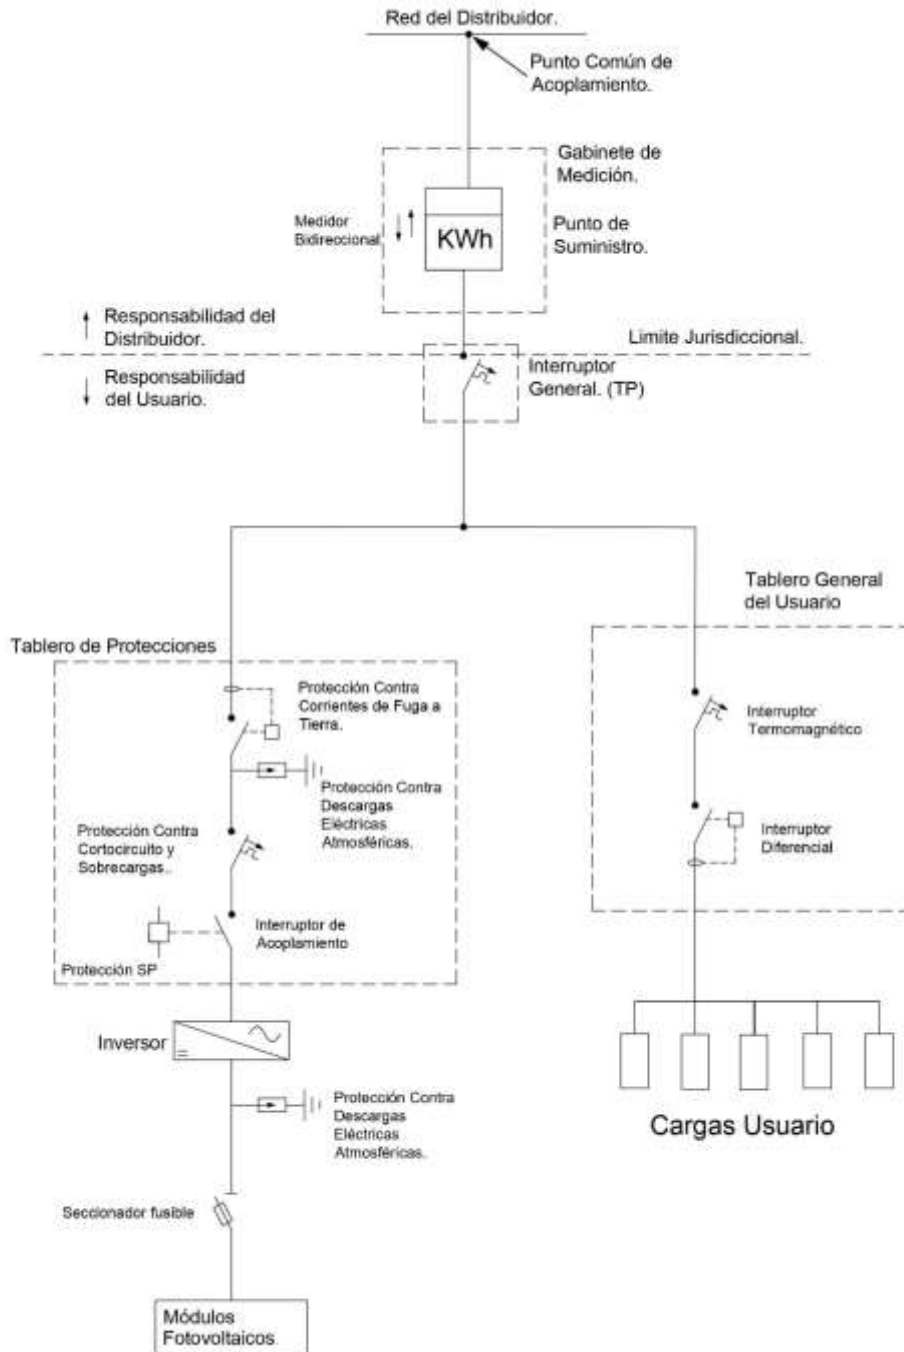 Red del Distribuidor.
Punto Común de
Acoplamiento.
Gabinete de
Medición.
Medidor
Bidireccional
KWh
Punto de
Suministro.
Responsabilidad del
Distribuidor.
Limite Jurisdiccional.
Responsabilidad
del Usuario.
Interruptor
General. (TP)
Tablero General
del Usuario
Tablero de Protecciones
Protección Contra
Corrientes de Fuga a
Tierra.
Interruptor
Termomagnético
Protección Contra
Descargas
Eléctricas
Atmosféricas.
Protección Contra
Cortocircuito y
Sobrecargas..
Interruptor
Diferencial
Interruptor de
Acoplamiento
Protección SP
Inversor
Protección Contra
Descargas
Eléctricas
Atmosféricas.
Cargas Usuario
Seccionador fusible
Módulos
Fotovoltaicos